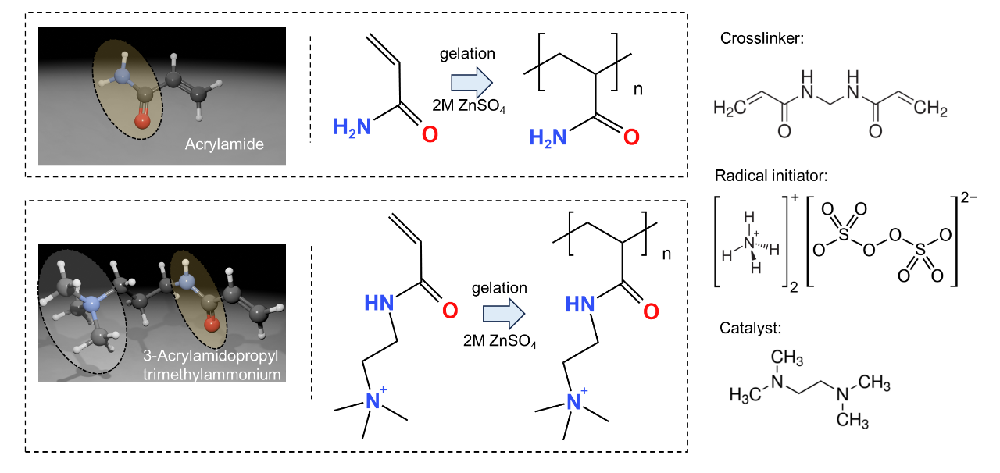 Acrylamide
gelation
2M ZnSO₄
H₂N
O
n
H₂N
O
3-Acrylamidopropyl
trimethylammonium
HN
O
N⁺
gelation
2M ZnSO₄
n
HN
O
N⁺
Crosslinker:
H₂C
O
H
N
H
N
O
CH₂
Radical initiator:
H
N⁺
H
H
H
+
2
O
O
O
S
O
O
S
O
O
O
2−
Catalyst:
CH₃
N
H₃C
N
CH₃
CH₃